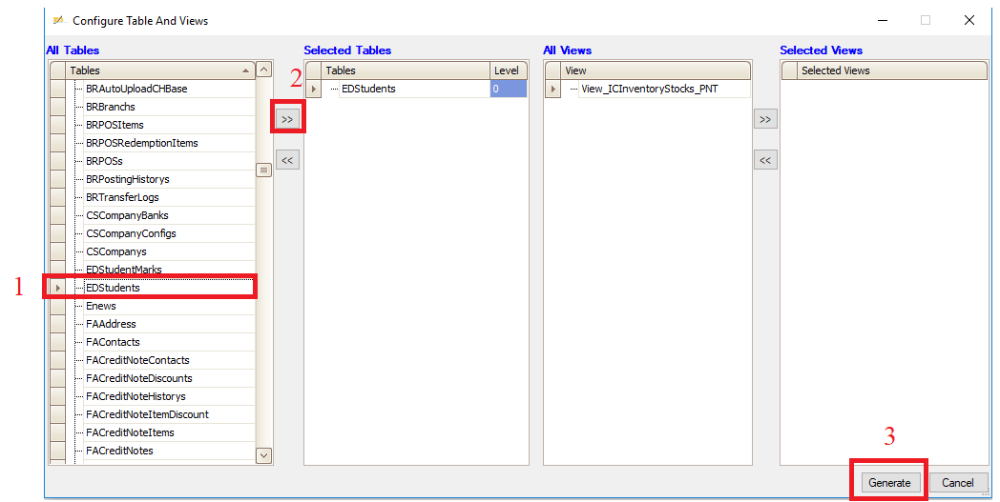 Configure Table And Views
All Tables
Selected Tables
All Views
Selected Views
Tables
BRAutoUploadCHBase
BRBranchs
BRPOSItems
BRPOSRedemptionItems
BRPOSs
BRPostingHistorys
BRTransferLogs
CSCompanyBanks
CSCompanyConfigs
CSCompanys
EDStudentMarks
EDStudents
Enews
FAAddress
FAContacts
FACreditNoteContacts
FACreditNoteDiscounts
FACreditNoteHistorys
FACreditNoteItemDiscount
FACreditNoteItems
FACreditNotes
1
2
>>
<<
Tables Level
EDStudents 0
View
View_ICInventoryStocks_PNT
>>
<<
Selected Views
3
Generate
Cancel